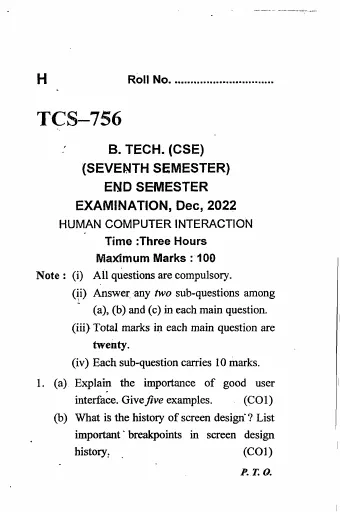 H Roll No. ..............................
TCS–756
B. TECH. (CSE)
(SEVENTH SEMESTER)
END SEMESTER
EXAMINATION, Dec, 2022
HUMAN COMPUTER INTERACTION
Time :Three Hours
Maximum Marks : 100
Note : (i) All questions are compulsory.
(ii) Answer any two sub-questions among
(a), (b) and (c) in each main question.
(iii) Total marks in each main question are
twenty.
(iv) Each sub-question carries 10 marks.
1. (a) Explain the importance of good user
interface. Give five examples. (CO1)
(b) What is the history of screen design ? List
important breakpoints in screen design
history. (CO1)
P. T. O.